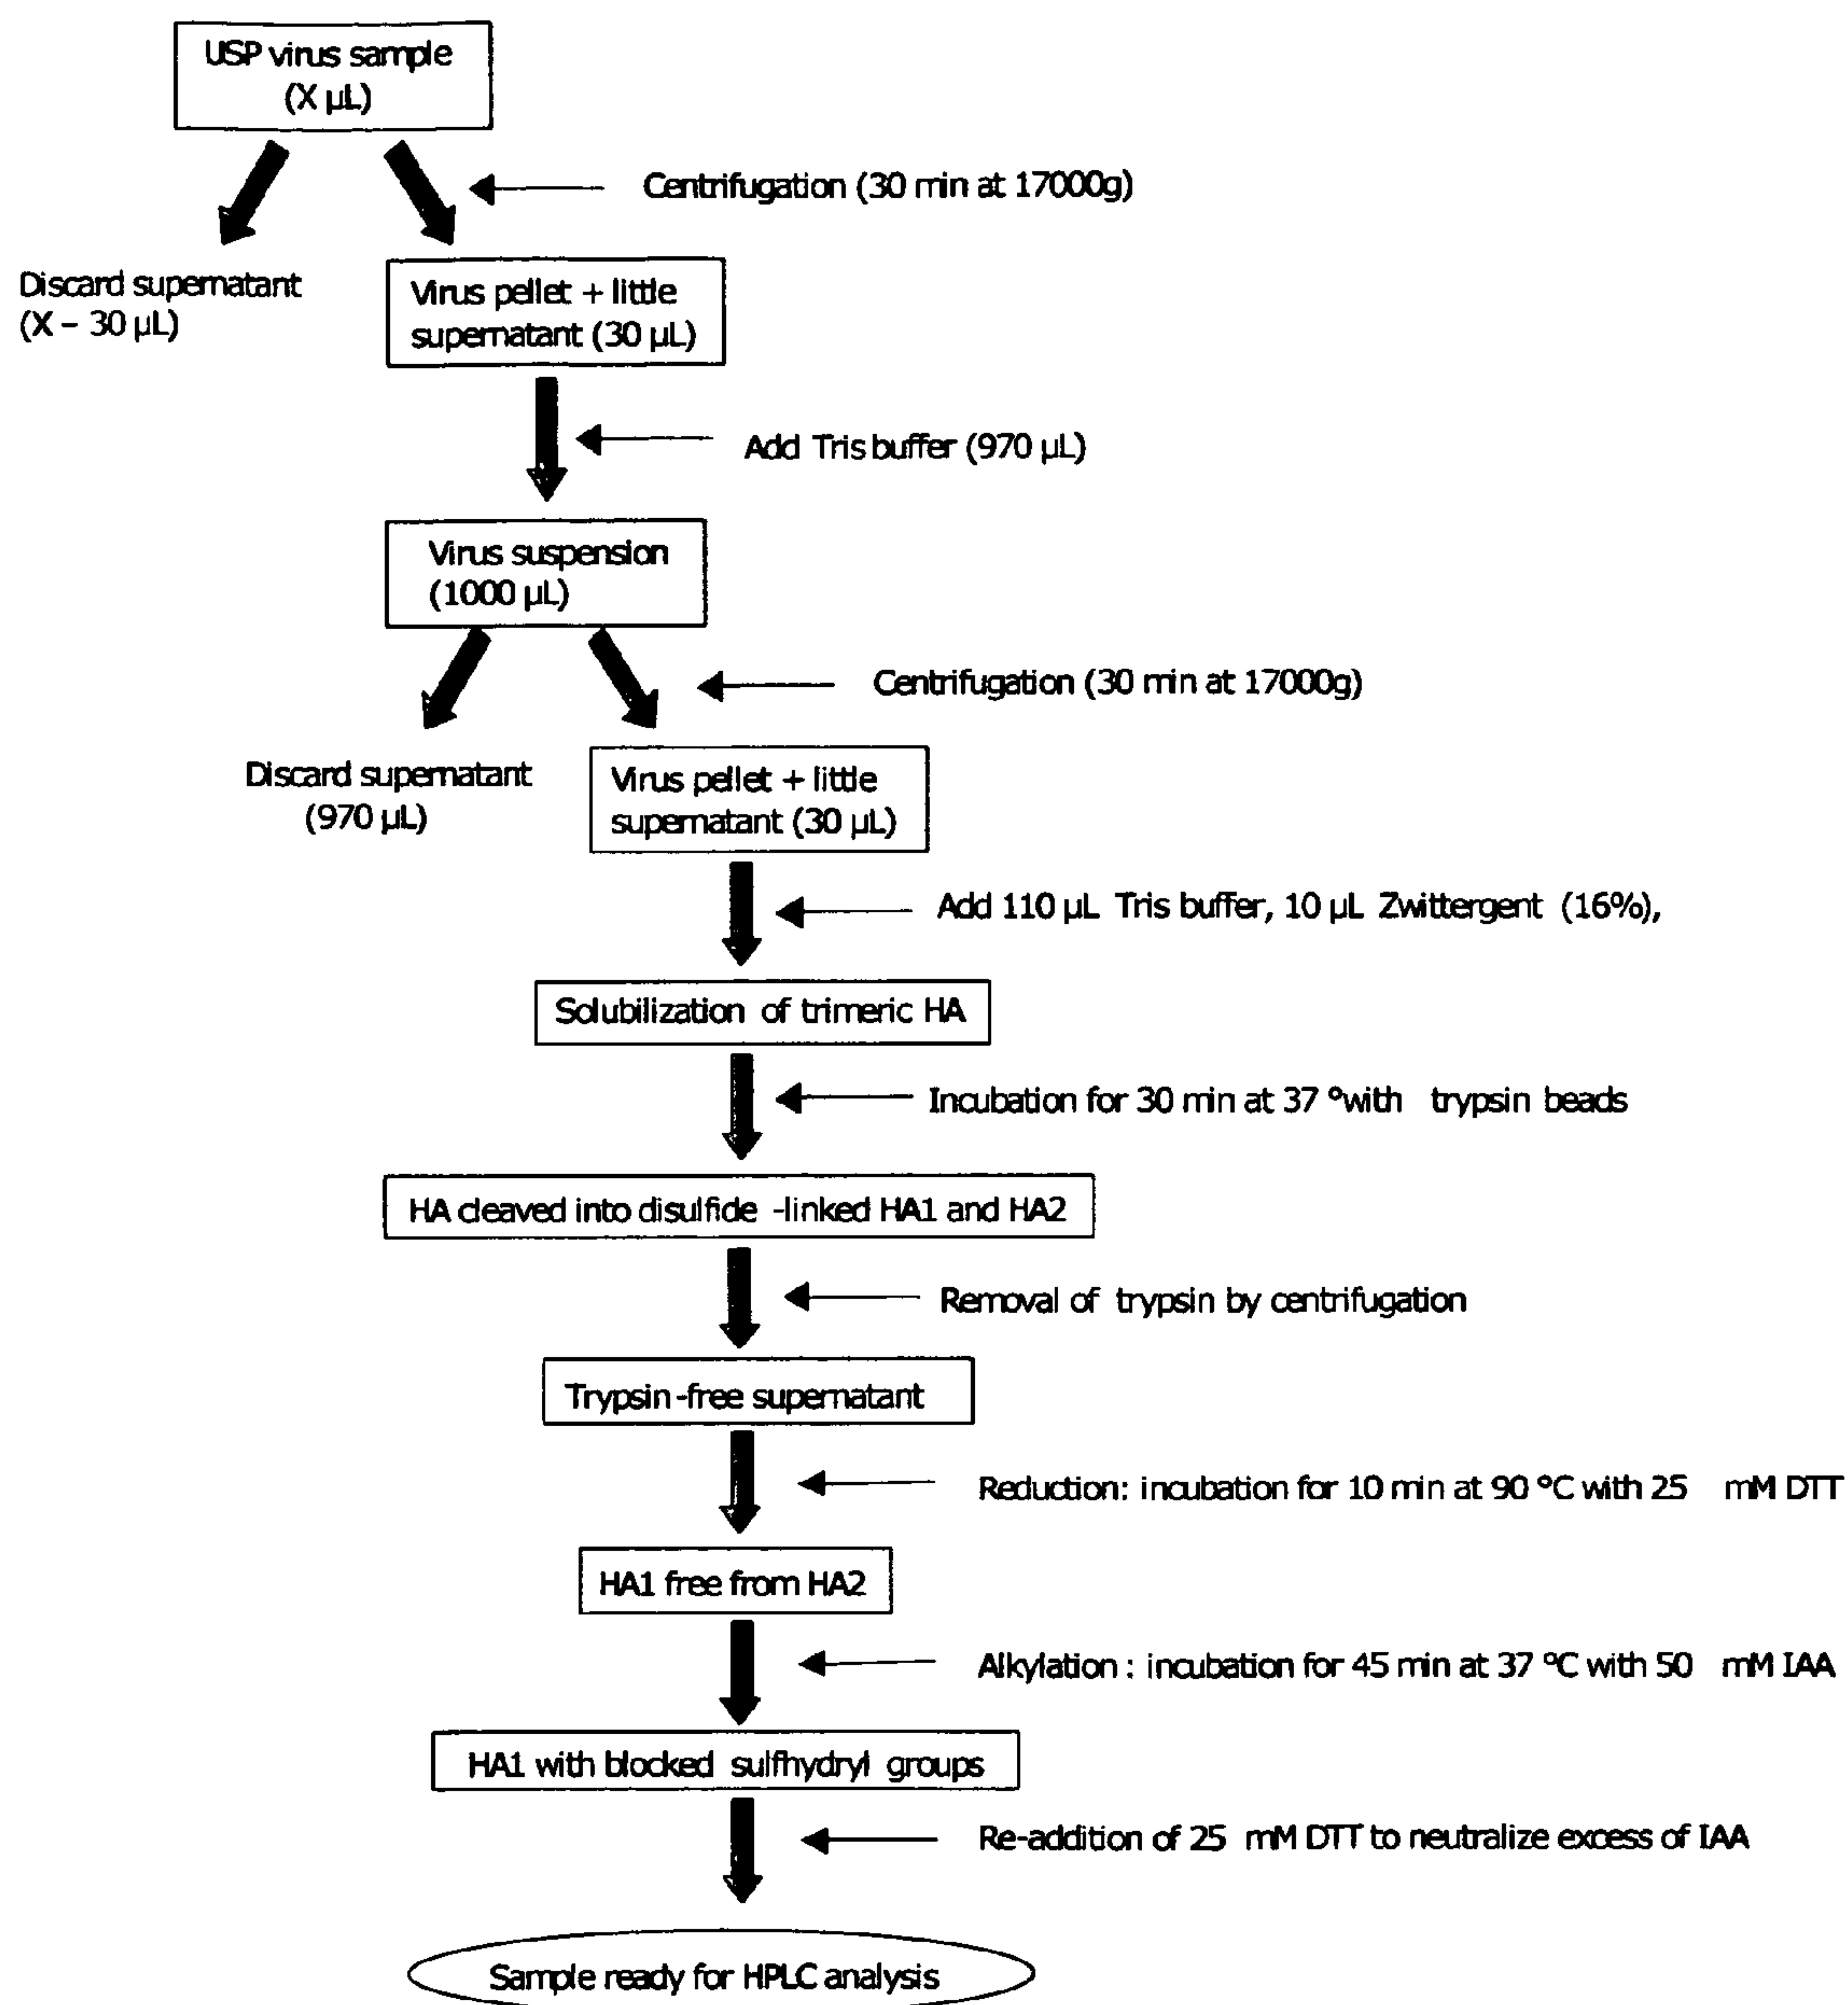 USP virus sample
(X µL)
Centrifugation (30 min at 17000g)
Discard supernatant
(X – 30 µL)
Virus pellet + little
supernatant (30 µL)
Add Tris buffer (970 µL)
Virus suspension
(1000 µL)
Centrifugation (30 min at 17000g)
Discard supernatant
(970 µL)
Virus pellet + little
supernatant (30 µL)
Add 110 µL Tris buffer, 10 µL Zwittergent (16%),
Solubilization of trimeric HA
Incubation for 30 min at 37 °with trypsin beads
HA cleaved into disulfide -linked HA1 and HA2
Removal of trypsin by centrifugation
Trypsin-free supernatant
Reduction: incubation for 10 min at 90 °C with 25 mM DTT
HA1 free from HA2
Alkylation : incubation for 45 min at 37 °C with 50 mM IAA
HA1 with blocked sulfhydryl groups
Re-addition of 25 mM DTT to neutralize excess of IAA
Sample ready for HPLC analysis